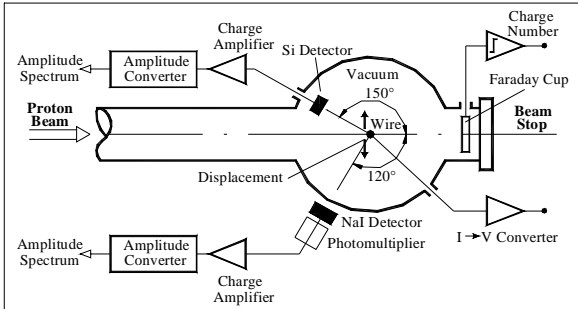 Charge
Amplifier
Charge
Number
Amplitude
Spectrum
Amplitude
Converter
Si Detector
Vacuum
150°
Faraday Cup
Proton
Beam
Wire
Beam
Stop
Displacement
120°
NaI Detector
Photomultiplier
I → V Converter
Amplitude
Spectrum
Amplitude
Converter
Charge
Amplifier